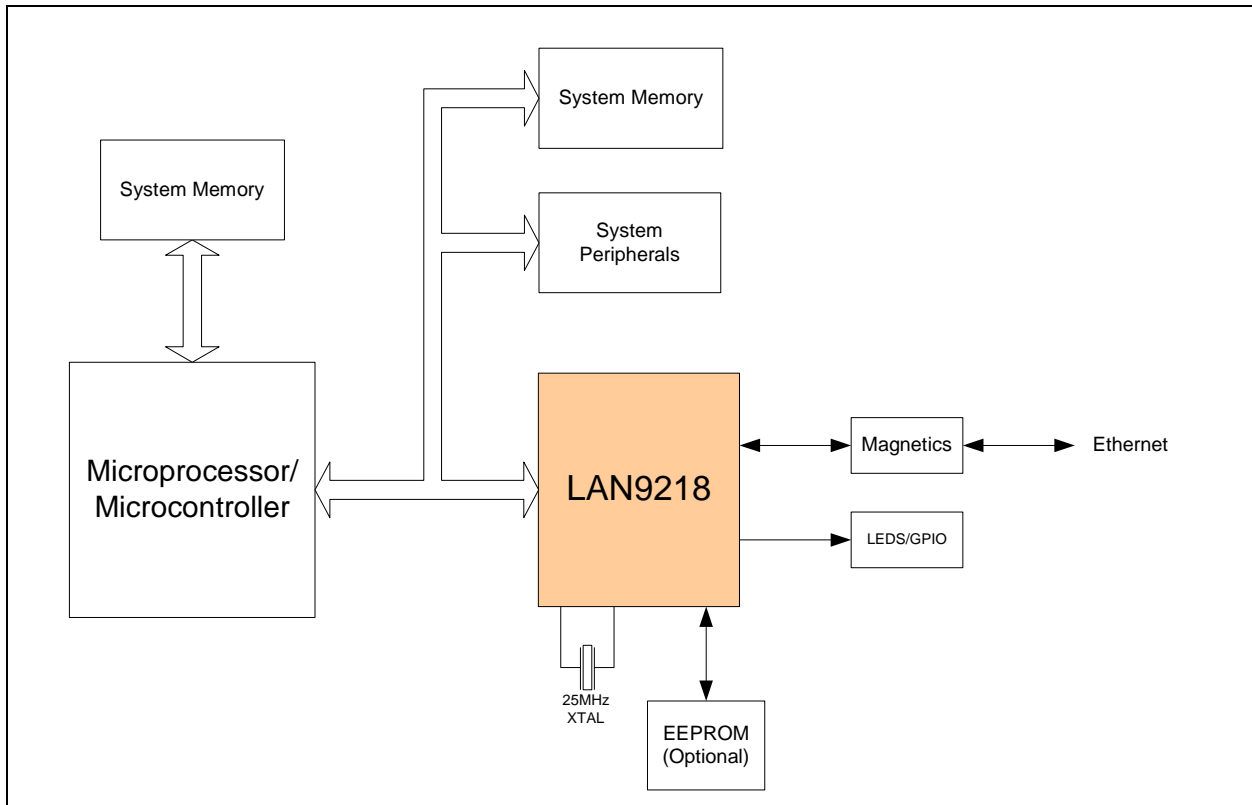 System Memory
System Memory
System
Peripherals
Microprocessor/
Microcontroller
LAN9218
Magnetics
Ethernet
LEDS/GPIO
25MHz
XTAL
EEPROM
(Optional)